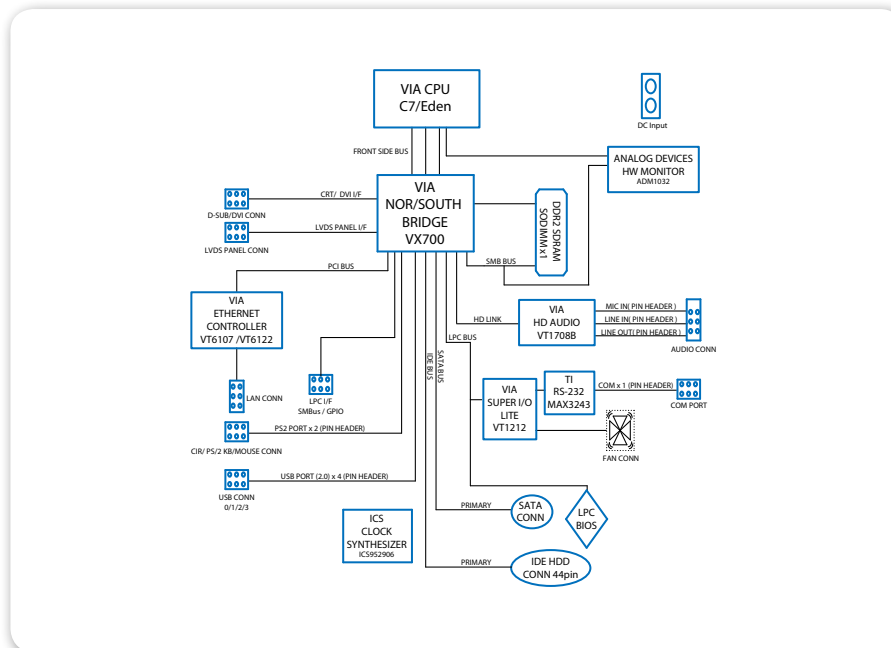 VIA CPU
C7/Eden
DC Input
FRONT SIDE BUS
ANALOG DEVICES
HW MONITOR
ADM1032
VIA
NOR/SOUTH
BRIDGE
VX700
CRT/ DVI I/F
D-SUB/DVI CONN
LVDS PANEL I/F
LVDS PANEL CONN
DDR2 SDRAM
SODIMM x1
SMB BUS
PCI BUS
VIA
ETHERNET
CONTROLLER
VT6107 /VT6122
HD LINK
VIA
HD AUDIO
VT1708B
MIC IN( PIN HEADER )
LINE IN( PIN HEADER )
LINE OUT( PIN HEADER )
AUDIO CONN
LPC BUS
IDE BUS
SATA BUS
LAN CONN
LPC I/F
SMBus / GPIO
VIA
SUPER I/O
LITE
VT1212
TI
RS-232
MAX3243
COM x 1 (PIN HEADER)
COM PORT
FAN CONN
PS2 PORT x 2 (PIN HEADER)
CIR/ PS/2 KB/MOUSE CONN
USB PORT (2.0) x 4 (PIN HEADER)
USB CONN
0/1/2/3
PRIMARY
SATA
CONN
LPC
BIOS
ICS
CLOCK
SYNTHESIZER
ICS952906
PRIMARY
IDE HDD
CONN 44pin